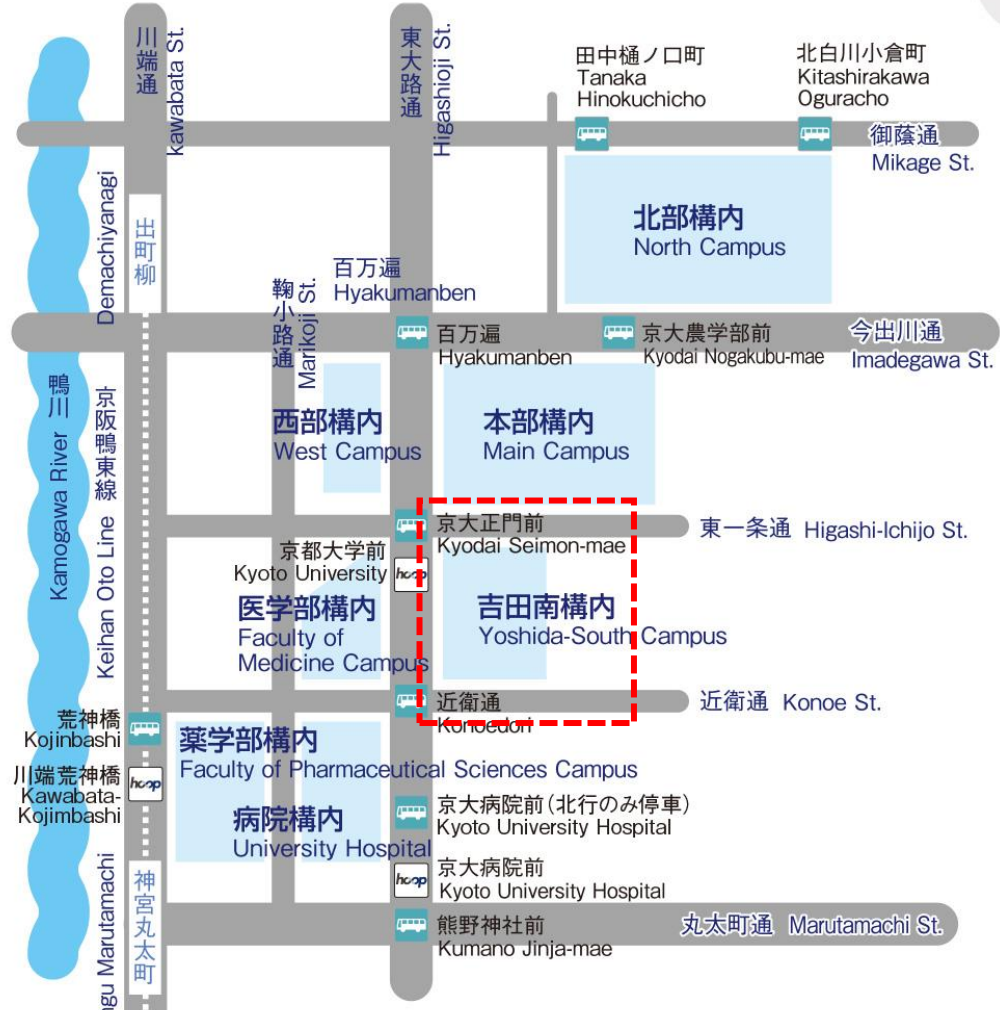 川端通
Kawabata St.
東大路通
Higashioji St.
田中樋ノ口町
Tanaka
Hinokuchicho
北白川小倉町
Kitashirakawa
Oguracho
御蔭通
Mikage St.
出町柳
Demachiyanagi
北部構内
North Campus
百万遍
Hyakumanben
鞠小路通
Marikoji St.
百万遍
Hyakumanben
京大農学部前
Kyodai Nogakubu-mae
今出川通
Imadegawa St.
鴨川
Kamogawa River
京阪鴨東線
Keihan Oto Line
西部構内
West Campus
本部構内
Main Campus
京大正門前
Kyodai Seimon-mae
東一条通 Higashi-Ichijo St.
京都大学前
Kyoto University
hoop
医学部構内
Faculty of
Medicine Campus
吉田南構内
Yoshida-South Campus
近衛通
Konoedori
近衛通 Konoe St.
荒神橋
Kojinbashi
川端荒神橋
Kawabata-
Kojimbashi
hoop
薬学部構内
Faculty of Pharmaceutical Sciences Campus
病院構内
University Hospital
京大病院前(北行のみ停車)
Kyoto University Hospital
hoop
京大病院前
Kyoto University Hospital
熊野神社前
Kumano Jinja-mae
丸太町通 Marutamachi St.
神宮丸太町
ngu Marutamachi